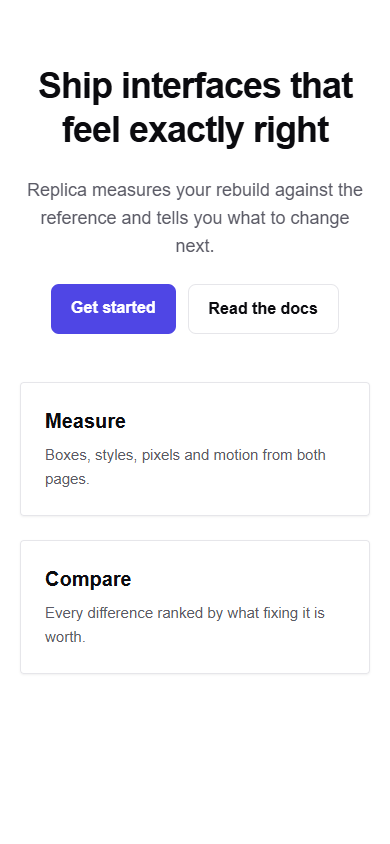 Ship interfaces that
feel exactly right
Replica measures your rebuild against the
reference and tells you what to change
next.
Get started
Read the docs
Measure
Boxes, styles, pixels and motion from both
pages.
Compare
Every difference ranked by what fixing it is
worth.